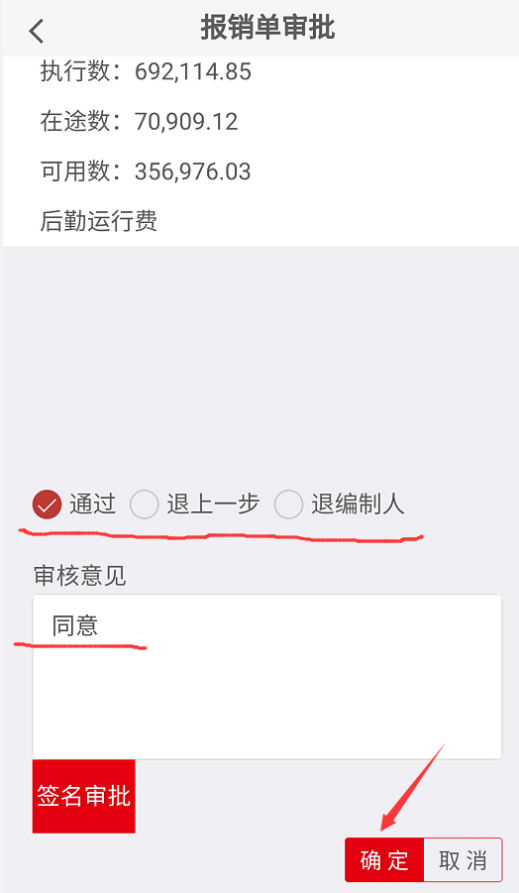 报销单审批
执行数：692,114.85
在途数：70,909.12
可用数：356,976.03
后勤运行费
通过 退上一步 退编制人
审核意见
同意
签名审批
确定 取消